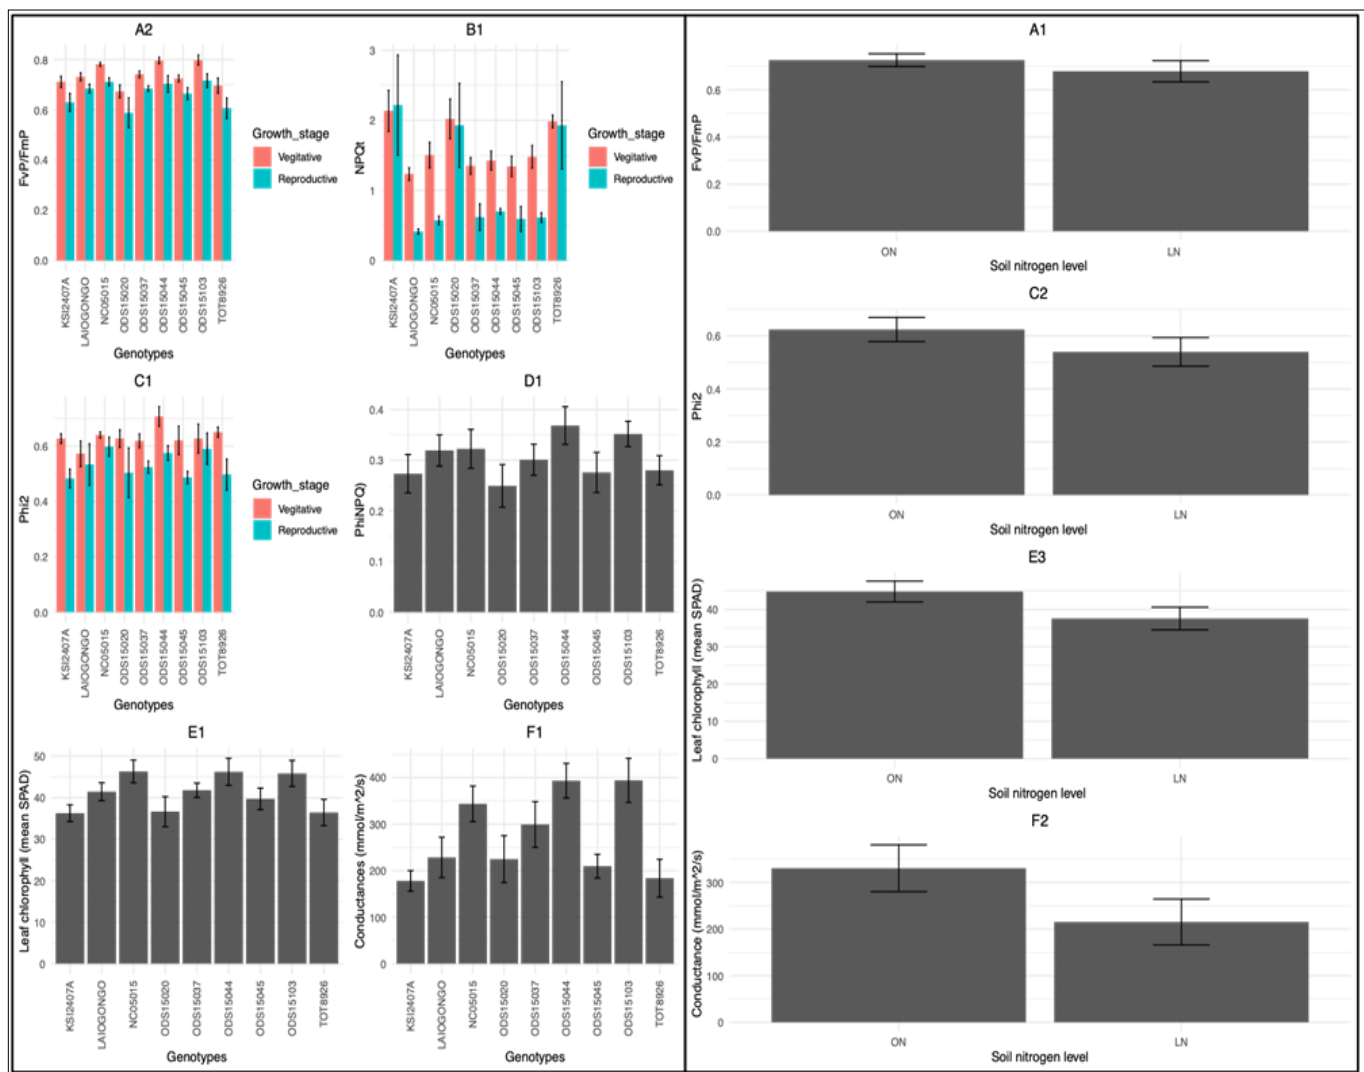 A2
FvP/FmP
0.8
0.6
0.4
0.2
0.0
KSI2407A
LAIOGONGO
NC05015
ODS15020
ODS15037
ODS15044
ODS15045
ODS15103
TOT8926
Genotypes
Growth_stage
Vegitative
Reproductive
B1
NPQt
3
2
1
0
KSI2407A
LAIOGONGO
NC05015
ODS15020
ODS15037
ODS15044
ODS15045
ODS15103
TOT8926
Genotypes
Growth_stage
Vegitative
Reproductive
C1
Phi2
0.6
0.4
0.2
0.0
KSI2407A
LAIOGONGO
NC05015
ODS15020
ODS15037
ODS15044
ODS15045
ODS15103
TOT8926
Genotypes
Growth_stage
Vegitative
Reproductive
D1
PhiNPQ)
0.4
0.3
0.2
0.1
0.0
KSI2407A
LAIOGONGO
NC05015
ODS15020
ODS15037
ODS15044
ODS15045
ODS15103
TOT8926
Genotypes
E1
Leaf chlorophyll (mean SPAD)
50
40
30
20
10
0
KSI2407A
LAIOGONGO
NC05015
ODS15020
ODS15037
ODS15044
ODS15045
ODS15103
TOT8926
Genotypes
F1
Conductances (mmol/m^2/s)
400
300
200
100
0
KSI2407A
LAIOGONGO
NC05015
ODS15020
ODS15037
ODS15044
ODS15045
ODS15103
TOT8926
Genotypes
A1
FvP/FmP
0.6
0.4
0.2
0.0
ON
LN
Soil nitrogen level
C2
Phi2
0.6
0.4
0.2
0.0
ON
LN
Soil nitrogen level
E3
Leaf chlorophyll (mean SPAD)
40
30
20
10
0
ON
LN
Soil nitrogen level
F2
Conductance (mmol/m^2/s)
300
200
100
0
ON
LN
Soil nitrogen level